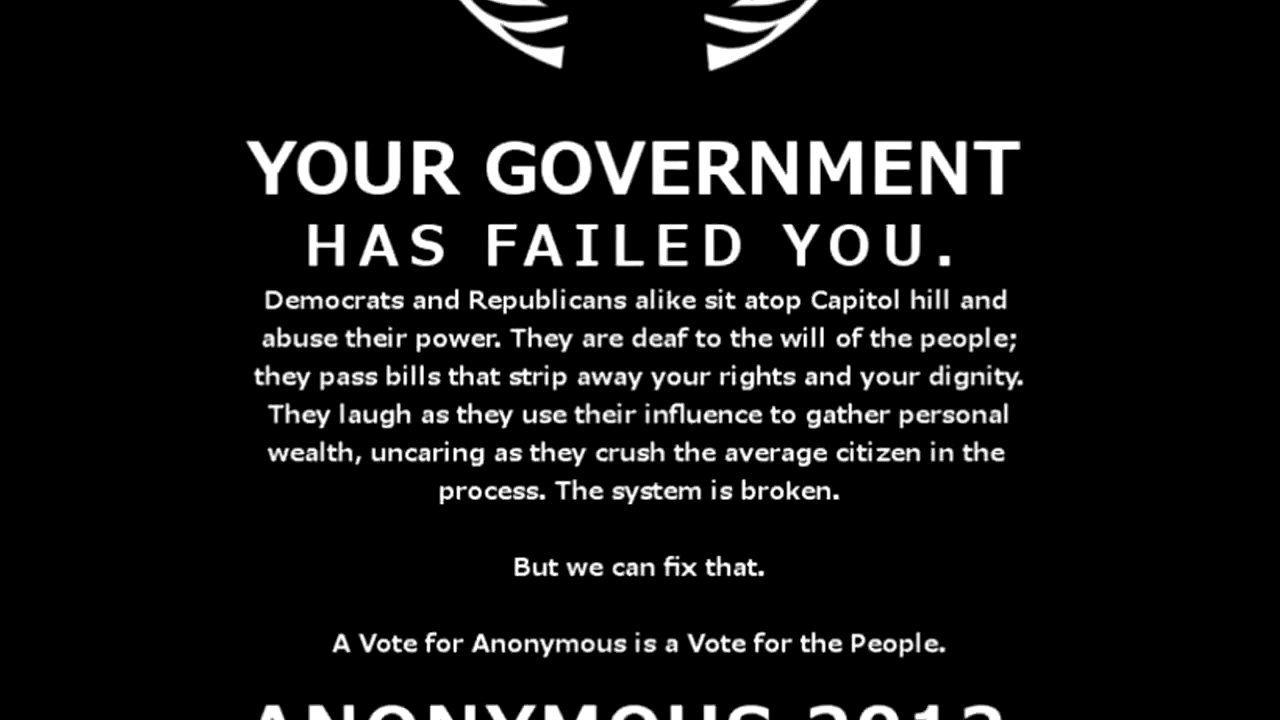 YOUR GOVERNMENT
HAS FAILED YOU.
Democrats and Republicans alike sit atop Capitol hill and
abuse their power. They are deaf to the will of the people;
they pass bills that strip away your rights and your dignity.
They laugh as they use their influence to gather personal
wealth, uncaring as they crush the average citizen in the
process. The system is broken.
But we can fix that.
A Vote for Anonymous is a Vote for the People.
ANONYMOUS 2012